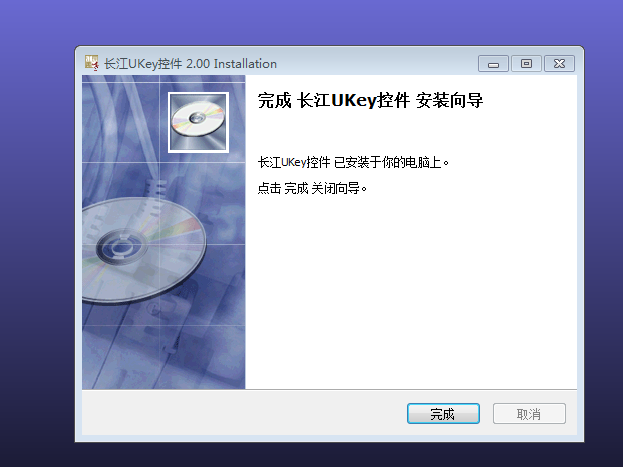 长江UKey控件 2.00 Installation
完成 长江UKey控件 安装向导
长江UKey控件 已安装于你的电脑上。
点击 完成 关闭向导。
完成
取消